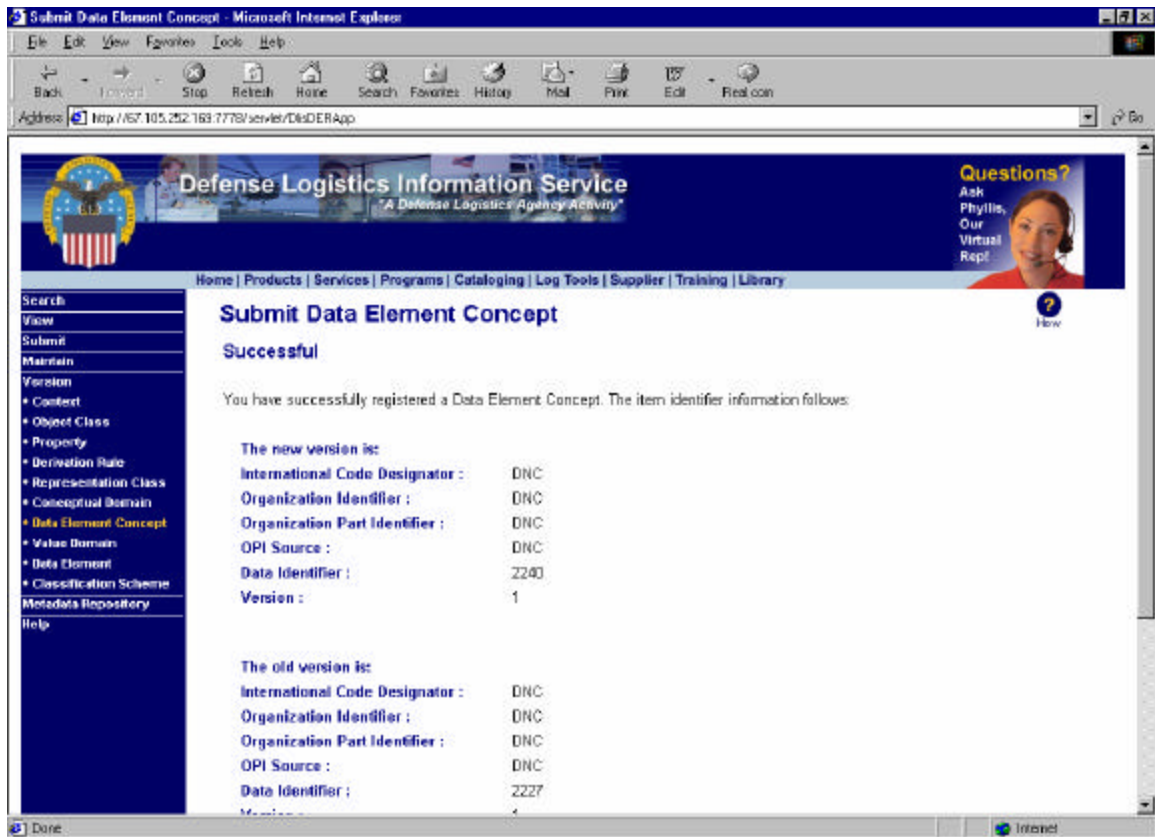 Submit Data Element Concept - Microsoft Internet Explorer
File Edit View Favorites Tools Help
Back Forward Stop Refresh Home Search Favorites History Mail Print Edit Real.com
Address http://67.105.252.169:7778/servlet/DlisDERApp Go
Defense Logistics Information Service
"A Defense Logistics Agency Activity"
Questions?
Ask
Phyllis,
Our
Virtual
Rep!
Home | Products | Services | Programs | Cataloging | Log Tools | Supplier | Training | Library
Search
View
Submit
Maintain
Version
• Context
• Object Class
• Property
• Derivation Rule
• Representation Class
• Conceptual Domain
• Data Element Concept
• Value Domain
• Data Element
• Classification Scheme
Metadata Repository
Help
Submit Data Element Concept
?
How
Successful
You have successfully registered a Data Element Concept. The item identifier information follows:
The new version is:
International Code Designator : DNC
Organization Identifier : DNC
Organization Part Identifier : DNC
OPI Source : DNC
Data Identifier : 2240
Version : 1
The old version is:
International Code Designator : DNC
Organization Identifier : DNC
Organization Part Identifier : DNC
OPI Source : DNC
Data Identifier : 2227
Done Internet